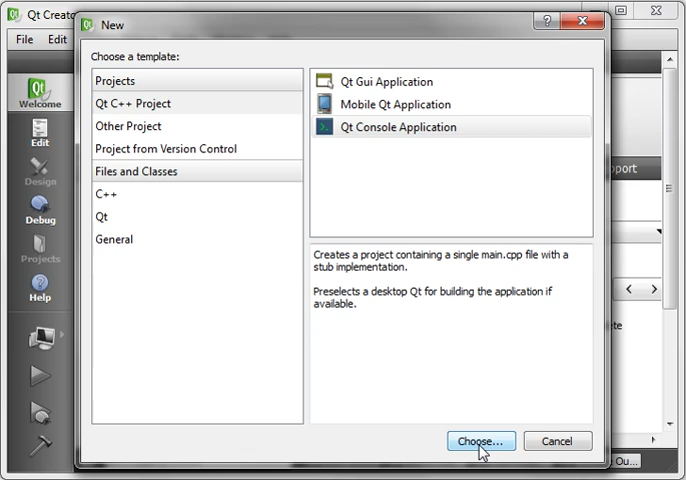 Qt Creato
New
File Edit
Choose a template:
Projects
Qt C++ Project
Other Project
Project from Version Control
Files and Classes
C++
Qt
General
Qt Gui Application
Mobile Qt Application
Qt Console Application
Creates a project containing a single main.cpp file with a
stub implementation.
Preselects a desktop Qt for building the application if
available.
Choose...
Cancel
Qt
Welcome
Edit
Design
Debug
Projects
Help
pport
te
Ou...